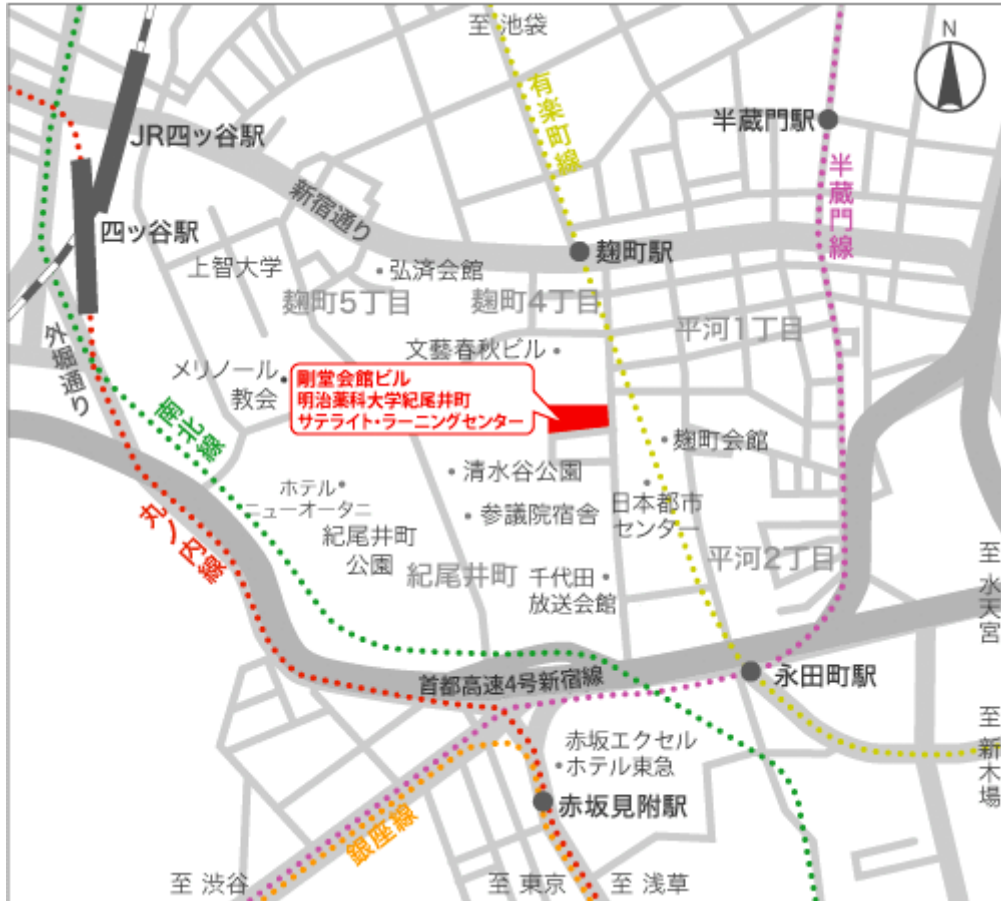 至 池袋
N
有楽町線
半蔵門駅
JR四ッ谷駅
半蔵門線
新宿通り
四ッ谷駅
麹町駅
上智大学
弘済会館
麹町5丁目
麹町4丁目
平河1丁目
外堀通り
文藝春秋ビル
メリノール
教会
剛堂会館ビル
明治薬科大学紀尾井町
サテライト・ラーニングセンター
南北線
麹町会館
清水谷公園
ホテル
ニューオータニ
参議院宿舎
日本都市
センター
丸ノ内線
紀尾井町
公園
紀尾井町
千代田
放送会館
平河2丁目
至 水天宮
首都高速4号新宿線
永田町駅
至 新木場
赤坂エクセル
ホテル東急
赤坂見附駅
銀座線
至 渋谷
至 東京
至 浅草